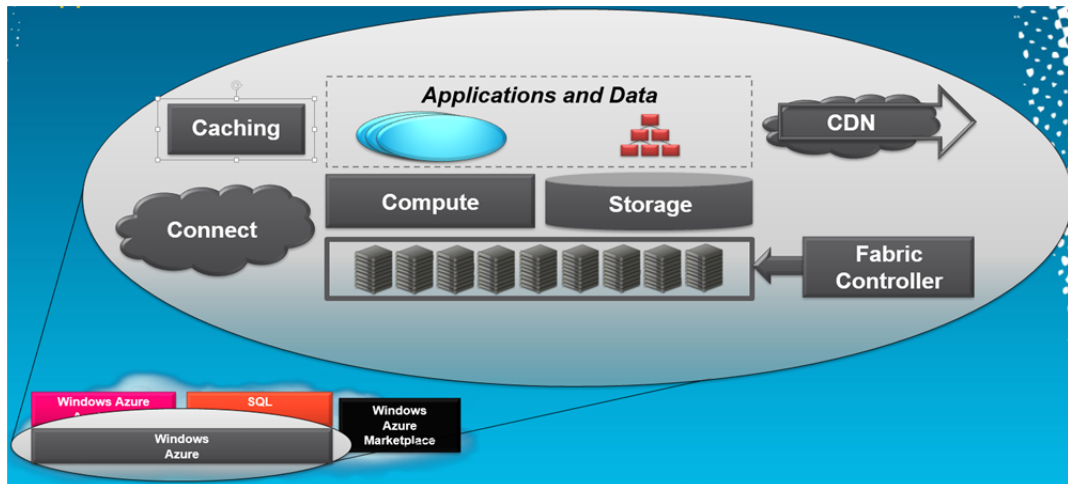 Applications and Data
Caching
CDN
Compute
Storage
Connect
Fabric
Controller
Windows Azure
SQL
Windows
Azure
Marketplace
Windows
Azure